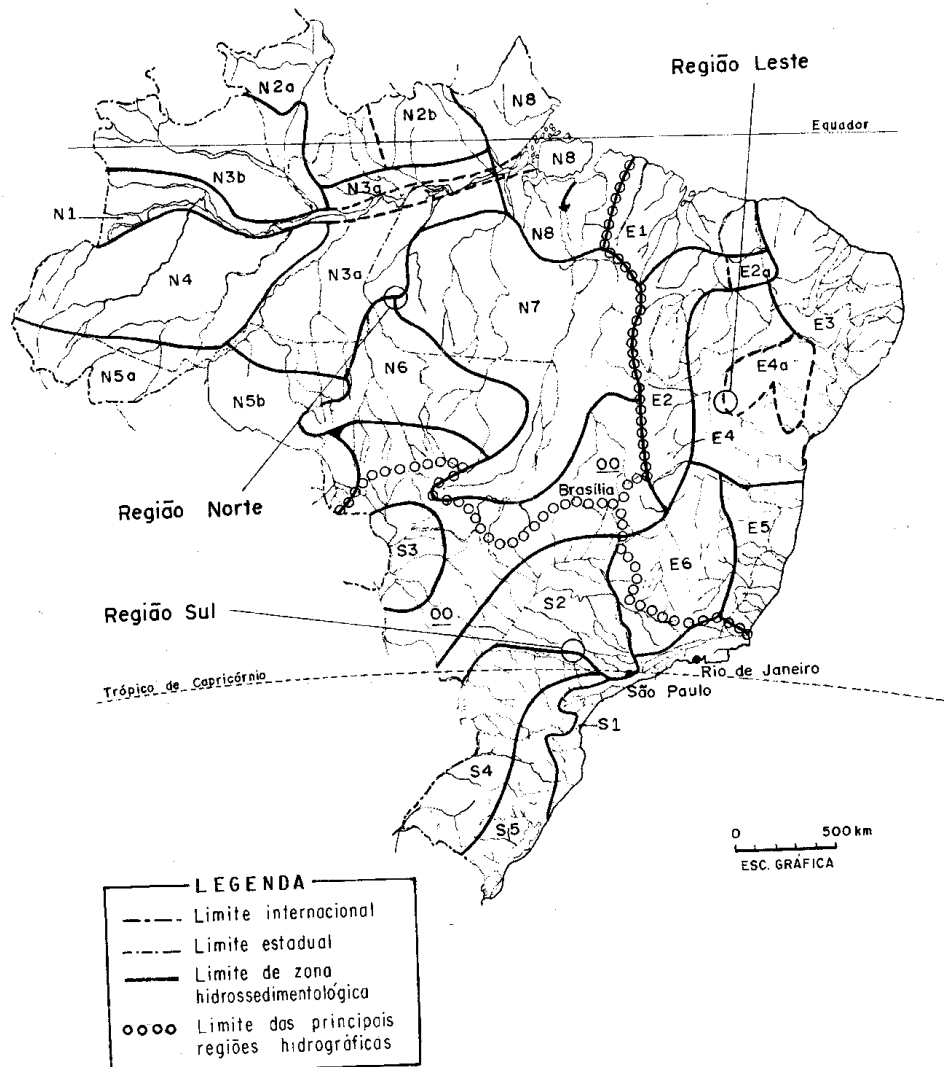 Região Leste
N2a
N2b
N8
Equador
N8
N3b
N3a
N1
N8
E1
N4
N3a
E2a
N7
E3
N5a
N6
E4a
N5b
E2
E4
00
Brasília
Região Norte
E5
S3
E6
Região Sul
00
S2
Trópico de Capricórnio
Rio de Janeiro
São Paulo
S1
S4
S5
0 500 km
ESC. GRÁFICA
LEGENDA
Limite internacional
Limite estadual
Limite de zona
hidrossedimentológica
Limite das principais
regiões hidrográficas